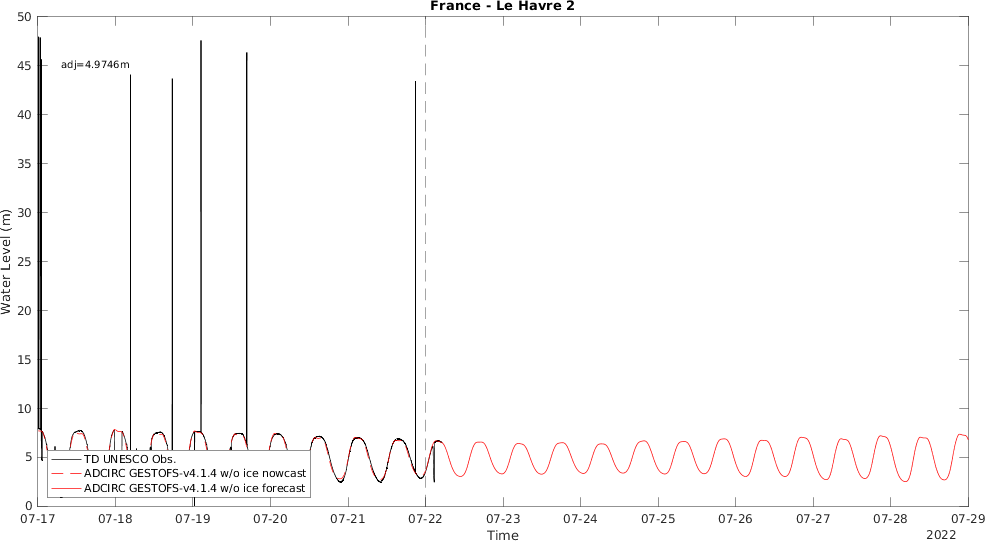 France - Le Havre 2
50
45
40
35
30
25
20
15
10
5
0
Water Level (m)
adj=4.9746m
TD UNESCO Obs.
ADCIRC GESTOFS-v4.1.4 w/o ice nowcast
ADCIRC GESTOFS-v4.1.4 w/o ice forecast
07-17 07-18 07-19 07-20 07-21 07-22 07-23 07-24 07-25 07-26 07-27 07-28 07-29
Time
2022